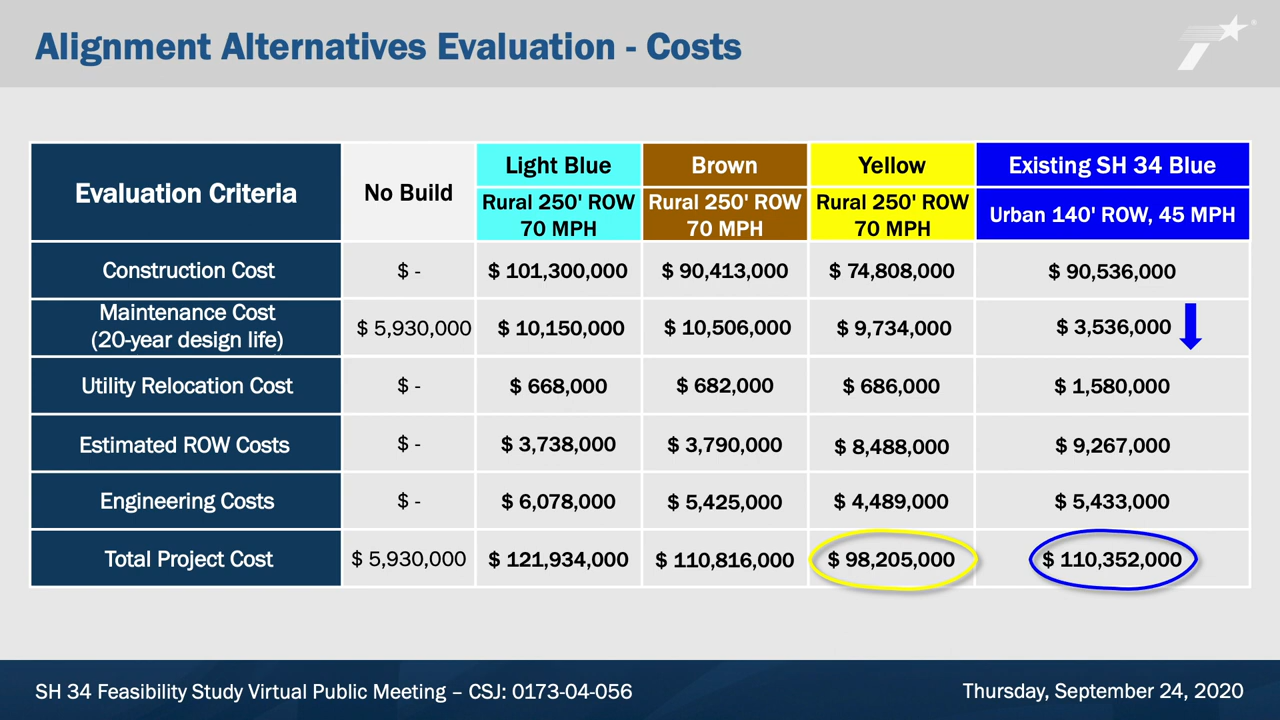 Alignment Alternatives Evaluation - Costs
Evaluation Criteria
No Build
Light Blue
Brown
Yellow
Existing SH 34 Blue
Rural 250' ROW
70 MPH
Rural 250' ROW
70 MPH
Rural 250' ROW
70 MPH
Urban 140' ROW, 45 MPH
Construction Cost
$ -
$ 101,300,000
$ 90,413,000
$ 74,808,000
$ 90,536,000
Maintenance Cost
(20-year design life)
$ 5,930,000
$ 10,150,000
$ 10,506,000
$ 9,734,000
$ 3,536,000
Utility Relocation Cost
$ -
$ 668,000
$ 682,000
$ 686,000
$ 1,580,000
Estimated ROW Costs
$ -
$ 3,738,000
$ 3,790,000
$ 8,488,000
$ 9,267,000
Engineering Costs
$ -
$ 6,078,000
$ 5,425,000
$ 4,489,000
$ 5,433,000
Total Project Cost
$ 5,930,000
$ 121,934,000
$ 110,816,000
$ 98,205,000
$ 110,352,000
SH 34 Feasibility Study Virtual Public Meeting – CSJ: 0173-04-056
Thursday, September 24, 2020